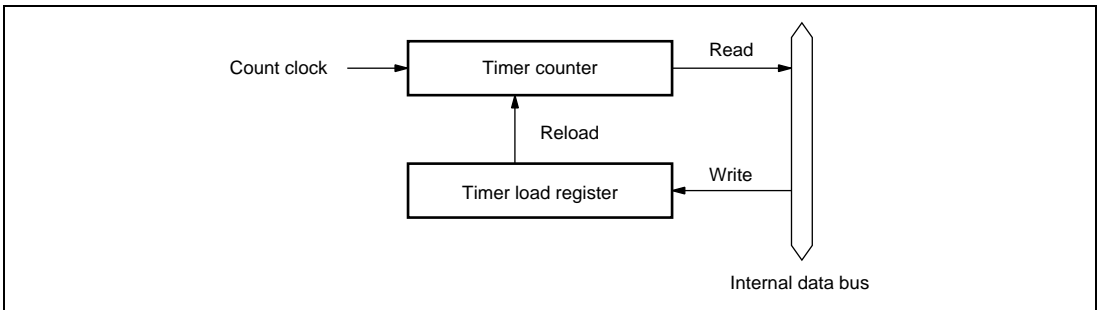 Read
Count clock
Timer counter
Reload
Write
Timer load register
Internal data bus